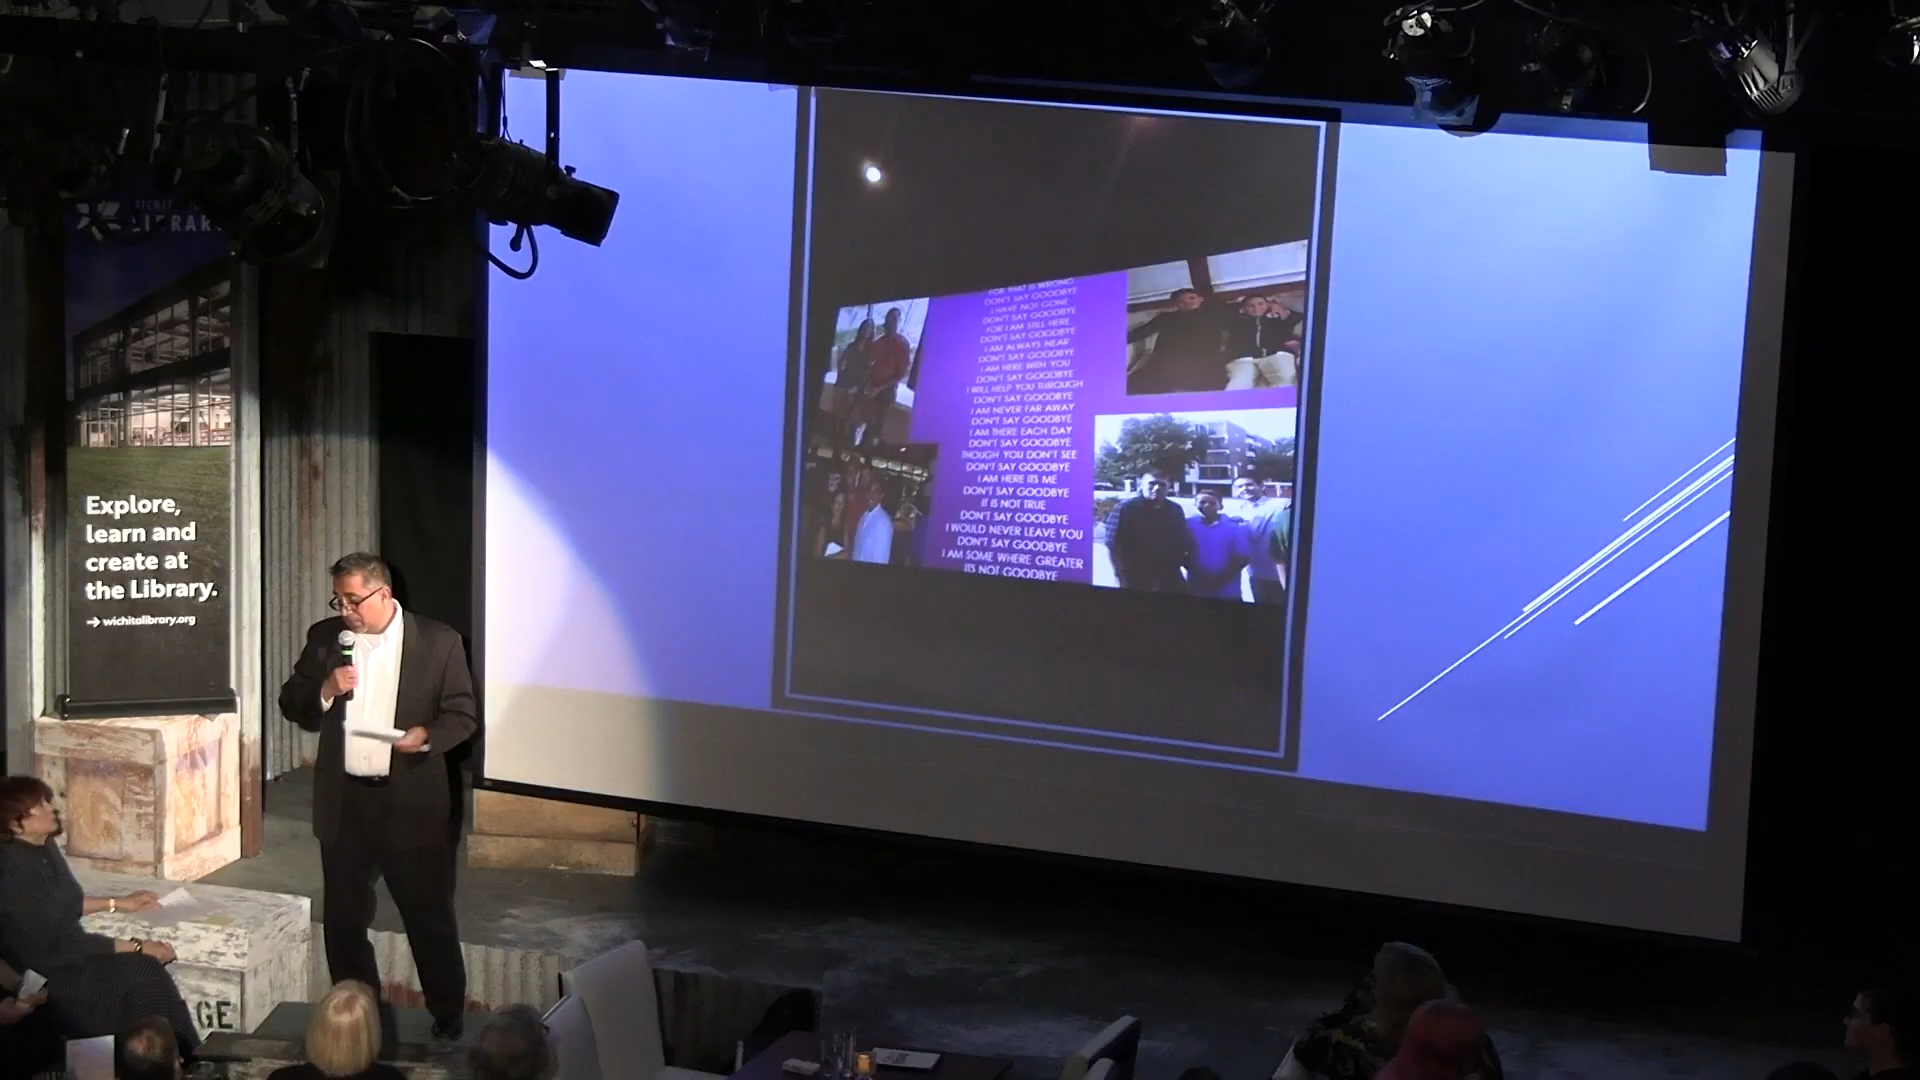 LIBRARY
Explore,
learn and
create at
the Library.
wichitalibrary.org
GE
FOR THAT IS WRONG
DON'T SAY GOODBYE
I HAVE NOT GONE
DON'T SAY GOODBYE
FOR I AM STILL HERE
DON'T SAY GOODBYE
I AM ALWAYS NEAR
DON'T SAY GOODBYE
I AM HERE WITH YOU
DON'T SAY GOODBYE
I WILL HELP YOU THROUGH
DON'T SAY GOODBYE
I AM NEVER FAR AWAY
DON'T SAY GOODBYE
I AM THERE EACH DAY
DON'T SAY GOODBYE
THOUGH YOU DON'T SEE
DON'T SAY GOODBYE
I AM HERE ITS ME
DON'T SAY GOODBYE
IT IS NOT TRUE
DON'T SAY GOODBYE
I WOULD NEVER LEAVE YOU
DON'T SAY GOODBYE
I AM SOME WHERE GREATER
ITS NOT GOODBYE